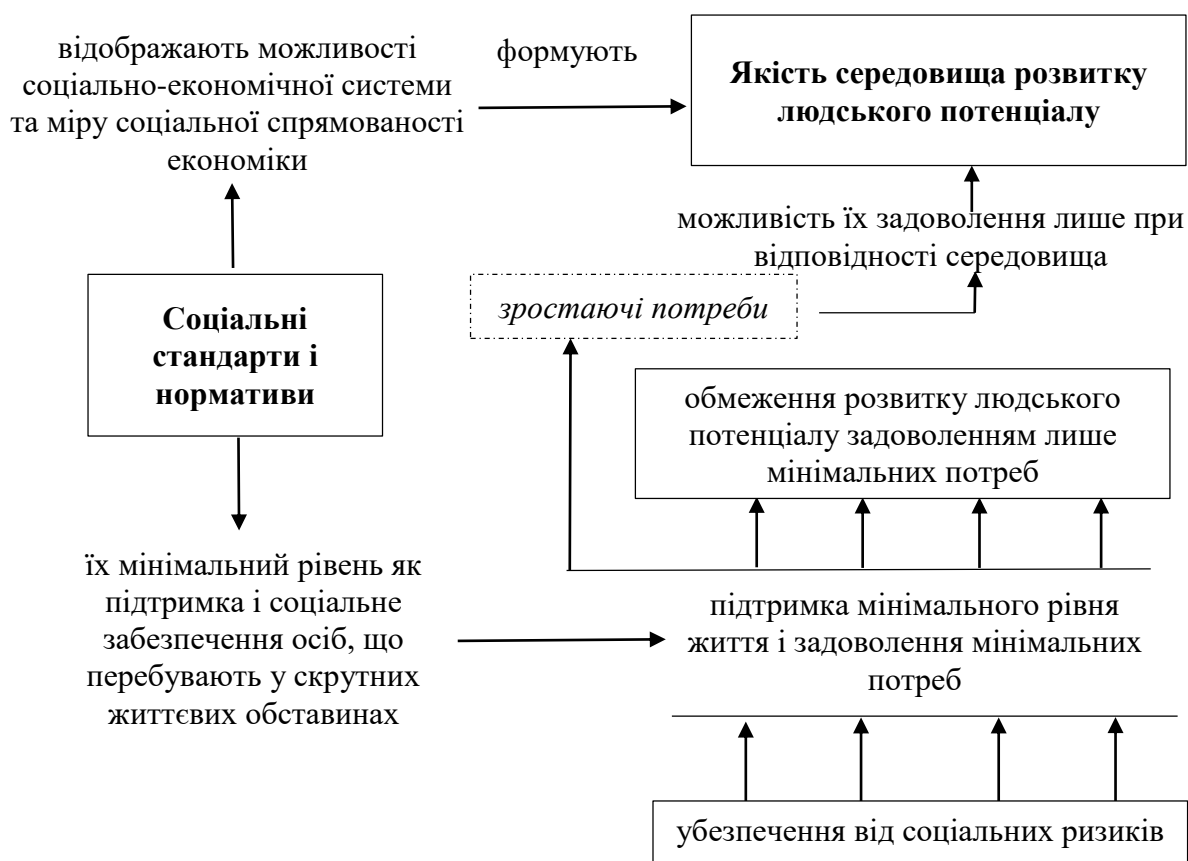 відображають можливості
соціально-економічної системи
та міру соціальної спрямованості
економіки
формують
Якість середовища розвитку
людського потенціалу
можливість їх задоволення лише при
відповідності середовища
Соціальні
стандарти і
нормативи
зростаючі потреби
обмеження розвитку людського
потенціалу задоволенням лише
мінімальних потреб
їх мінімальний рівень як
підтримка і соціальне
забезпечення осіб, що
перебувають у скрутних
життєвих обставинах
підтримка мінімального рівня
життя і задоволення мінімальних
потреб
убезпечення від соціальних ризиків